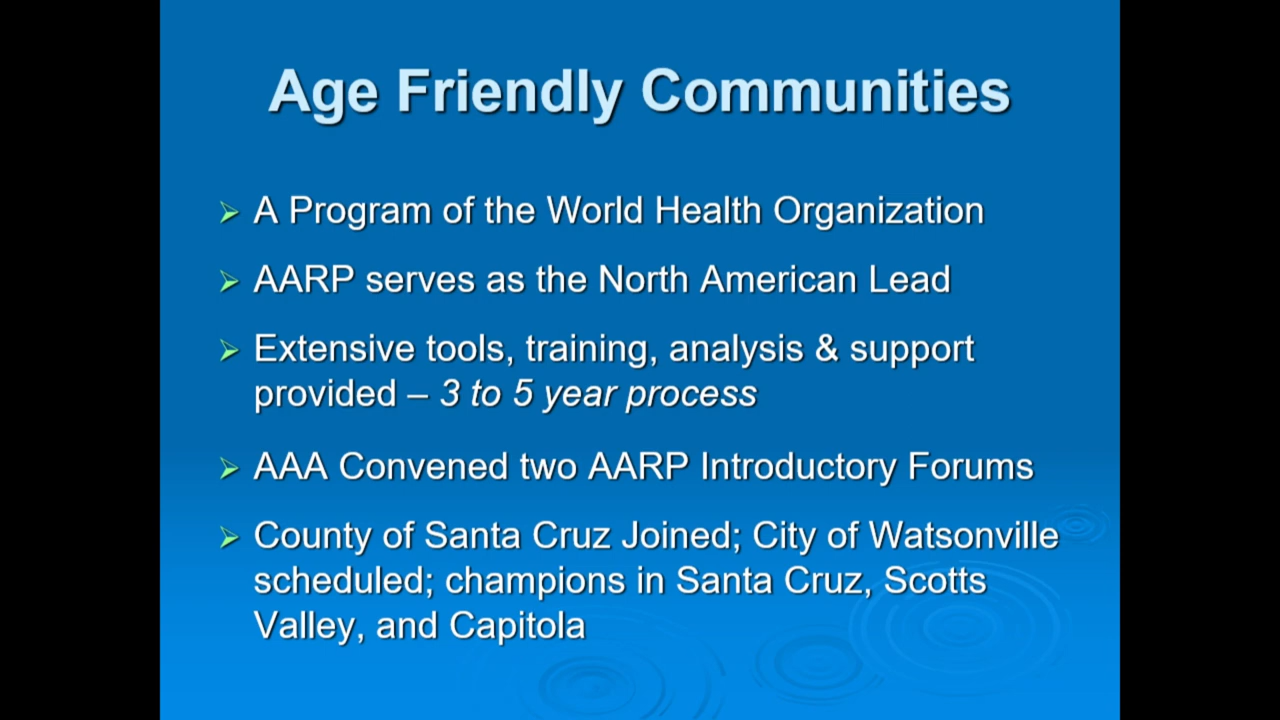 Age Friendly Communities
A Program of the World Health Organization
AARP serves as the North American Lead
Extensive tools, training, analysis & support
provided – 3 to 5 year process
AAA Convened two AARP Introductory Forums
County of Santa Cruz Joined; City of Watsonville
scheduled; champions in Santa Cruz, Scotts
Valley, and Capitola